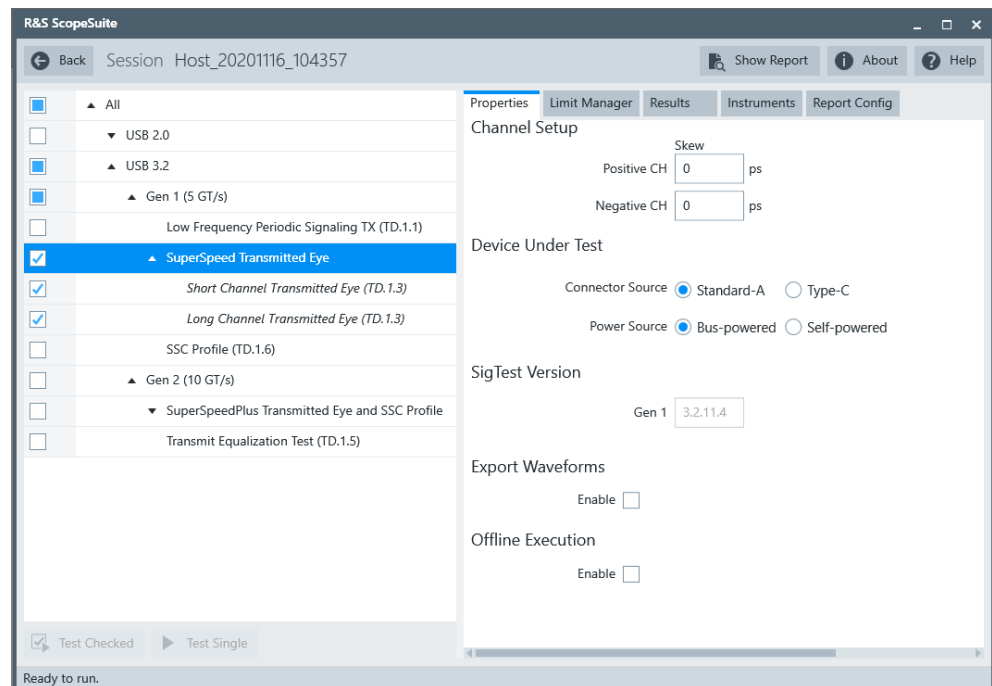 R&S ScopeSuite
Back Session Host_20201116_104357 Show Report About Help
All
USB 2.0
USB 3.2
Gen 1 (5 GT/s)
Low Frequency Periodic Signaling TX (TD.1.1)
SuperSpeed Transmitted Eye
Short Channel Transmitted Eye (TD.1.3)
Long Channel Transmitted Eye (TD.1.3)
SSC Profile (TD.1.6)
Gen 2 (10 GT/s)
SuperSpeedPlus Transmitted Eye and SSC Profile
Transmit Equalization Test (TD.1.5)
Test Checked Test Single
Properties Limit Manager Results Instruments Report Config
Channel Setup
Skew
Positive CH 0 ps
Negative CH 0 ps
Device Under Test
Connector Source Standard-A Type-C
Power Source Bus-powered Self-powered
SigTest Version
Gen 1 3.2.11.4
Export Waveforms
Enable
Offline Execution
Enable
Ready to run.